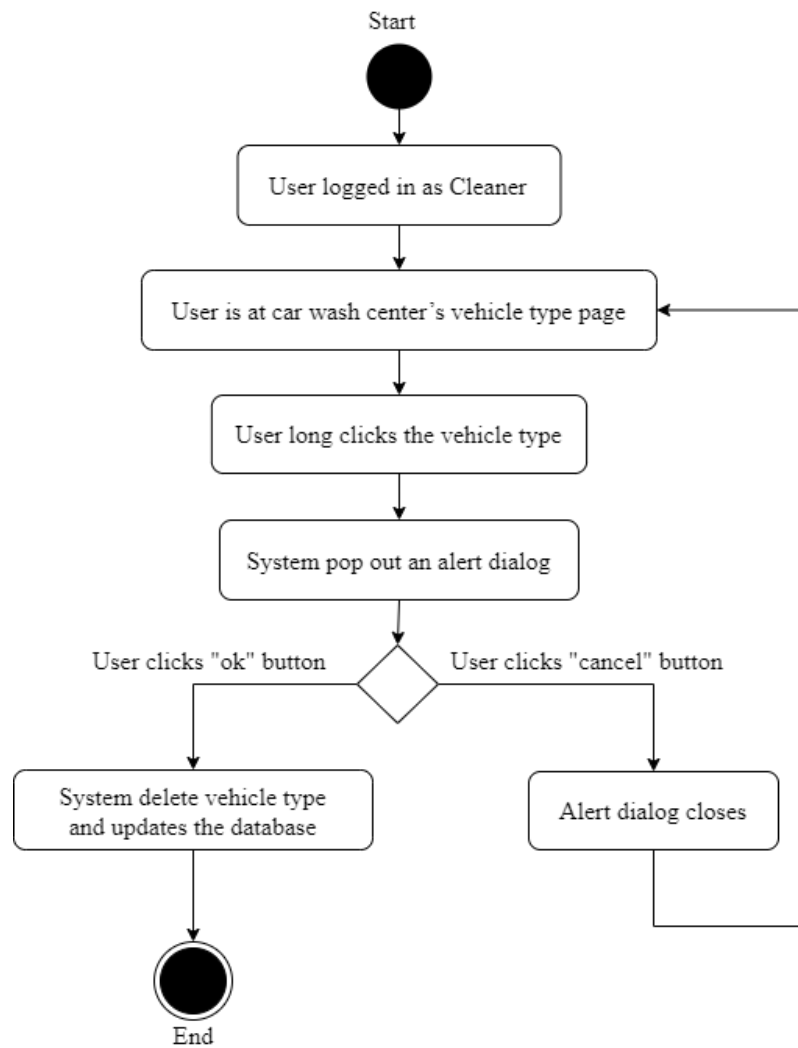 Start
User logged in as Cleaner
User is at car wash center’s vehicle type page
User long clicks the vehicle type
System pop out an alert dialog
User clicks "ok" button
User clicks "cancel" button
System delete vehicle type
and updates the database
Alert dialog closes
End